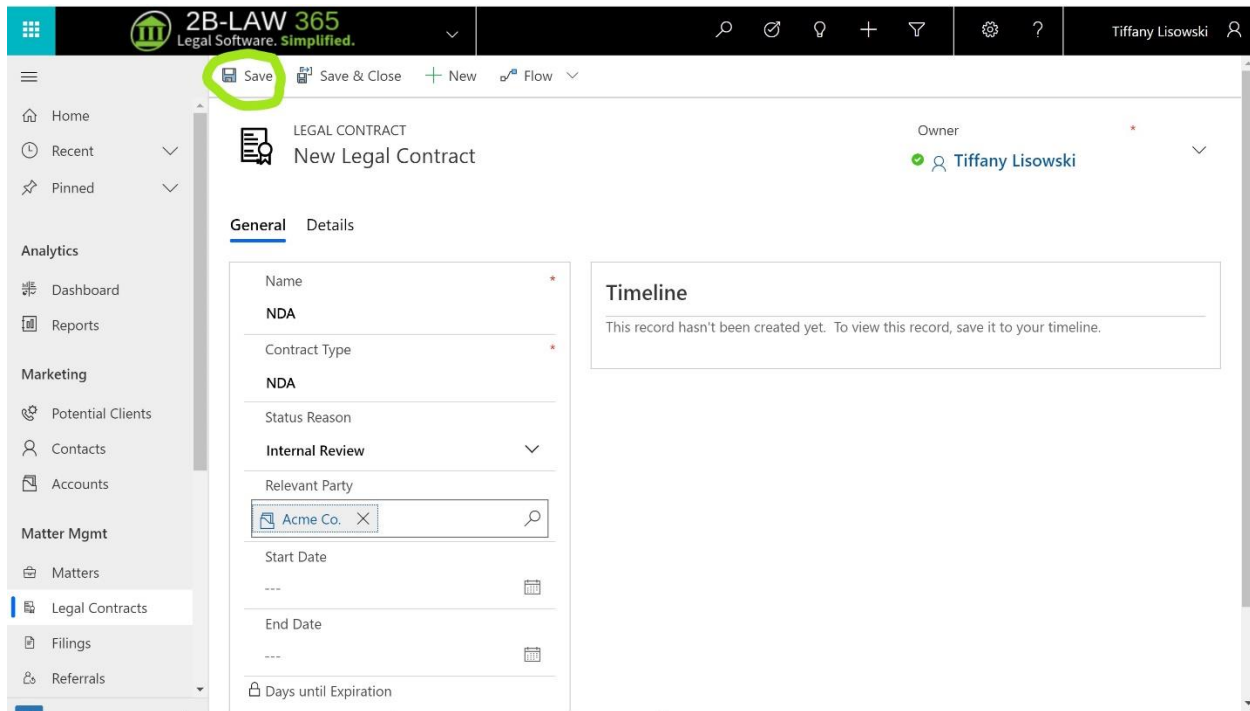 2B-LAW 365
Legal Software. Simplified.
Tiffany Lisowski
Save
Save & Close
New
Flow
Home
Recent
Pinned
Analytics
Dashboard
Reports
Marketing
Potential Clients
Contacts
Accounts
Matter Mgmt
Matters
Legal Contracts
Filings
Referrals
LEGAL CONTRACT
New Legal Contract
Owner *
Tiffany Lisowski
General Details
Name *
NDA
Contract Type *
NDA
Status Reason
Internal Review
Relevant Party
Acme Co.
Start Date
---
End Date
---
Days until Expiration
Timeline
This record hasn't been created yet. To view this record, save it to your timeline.